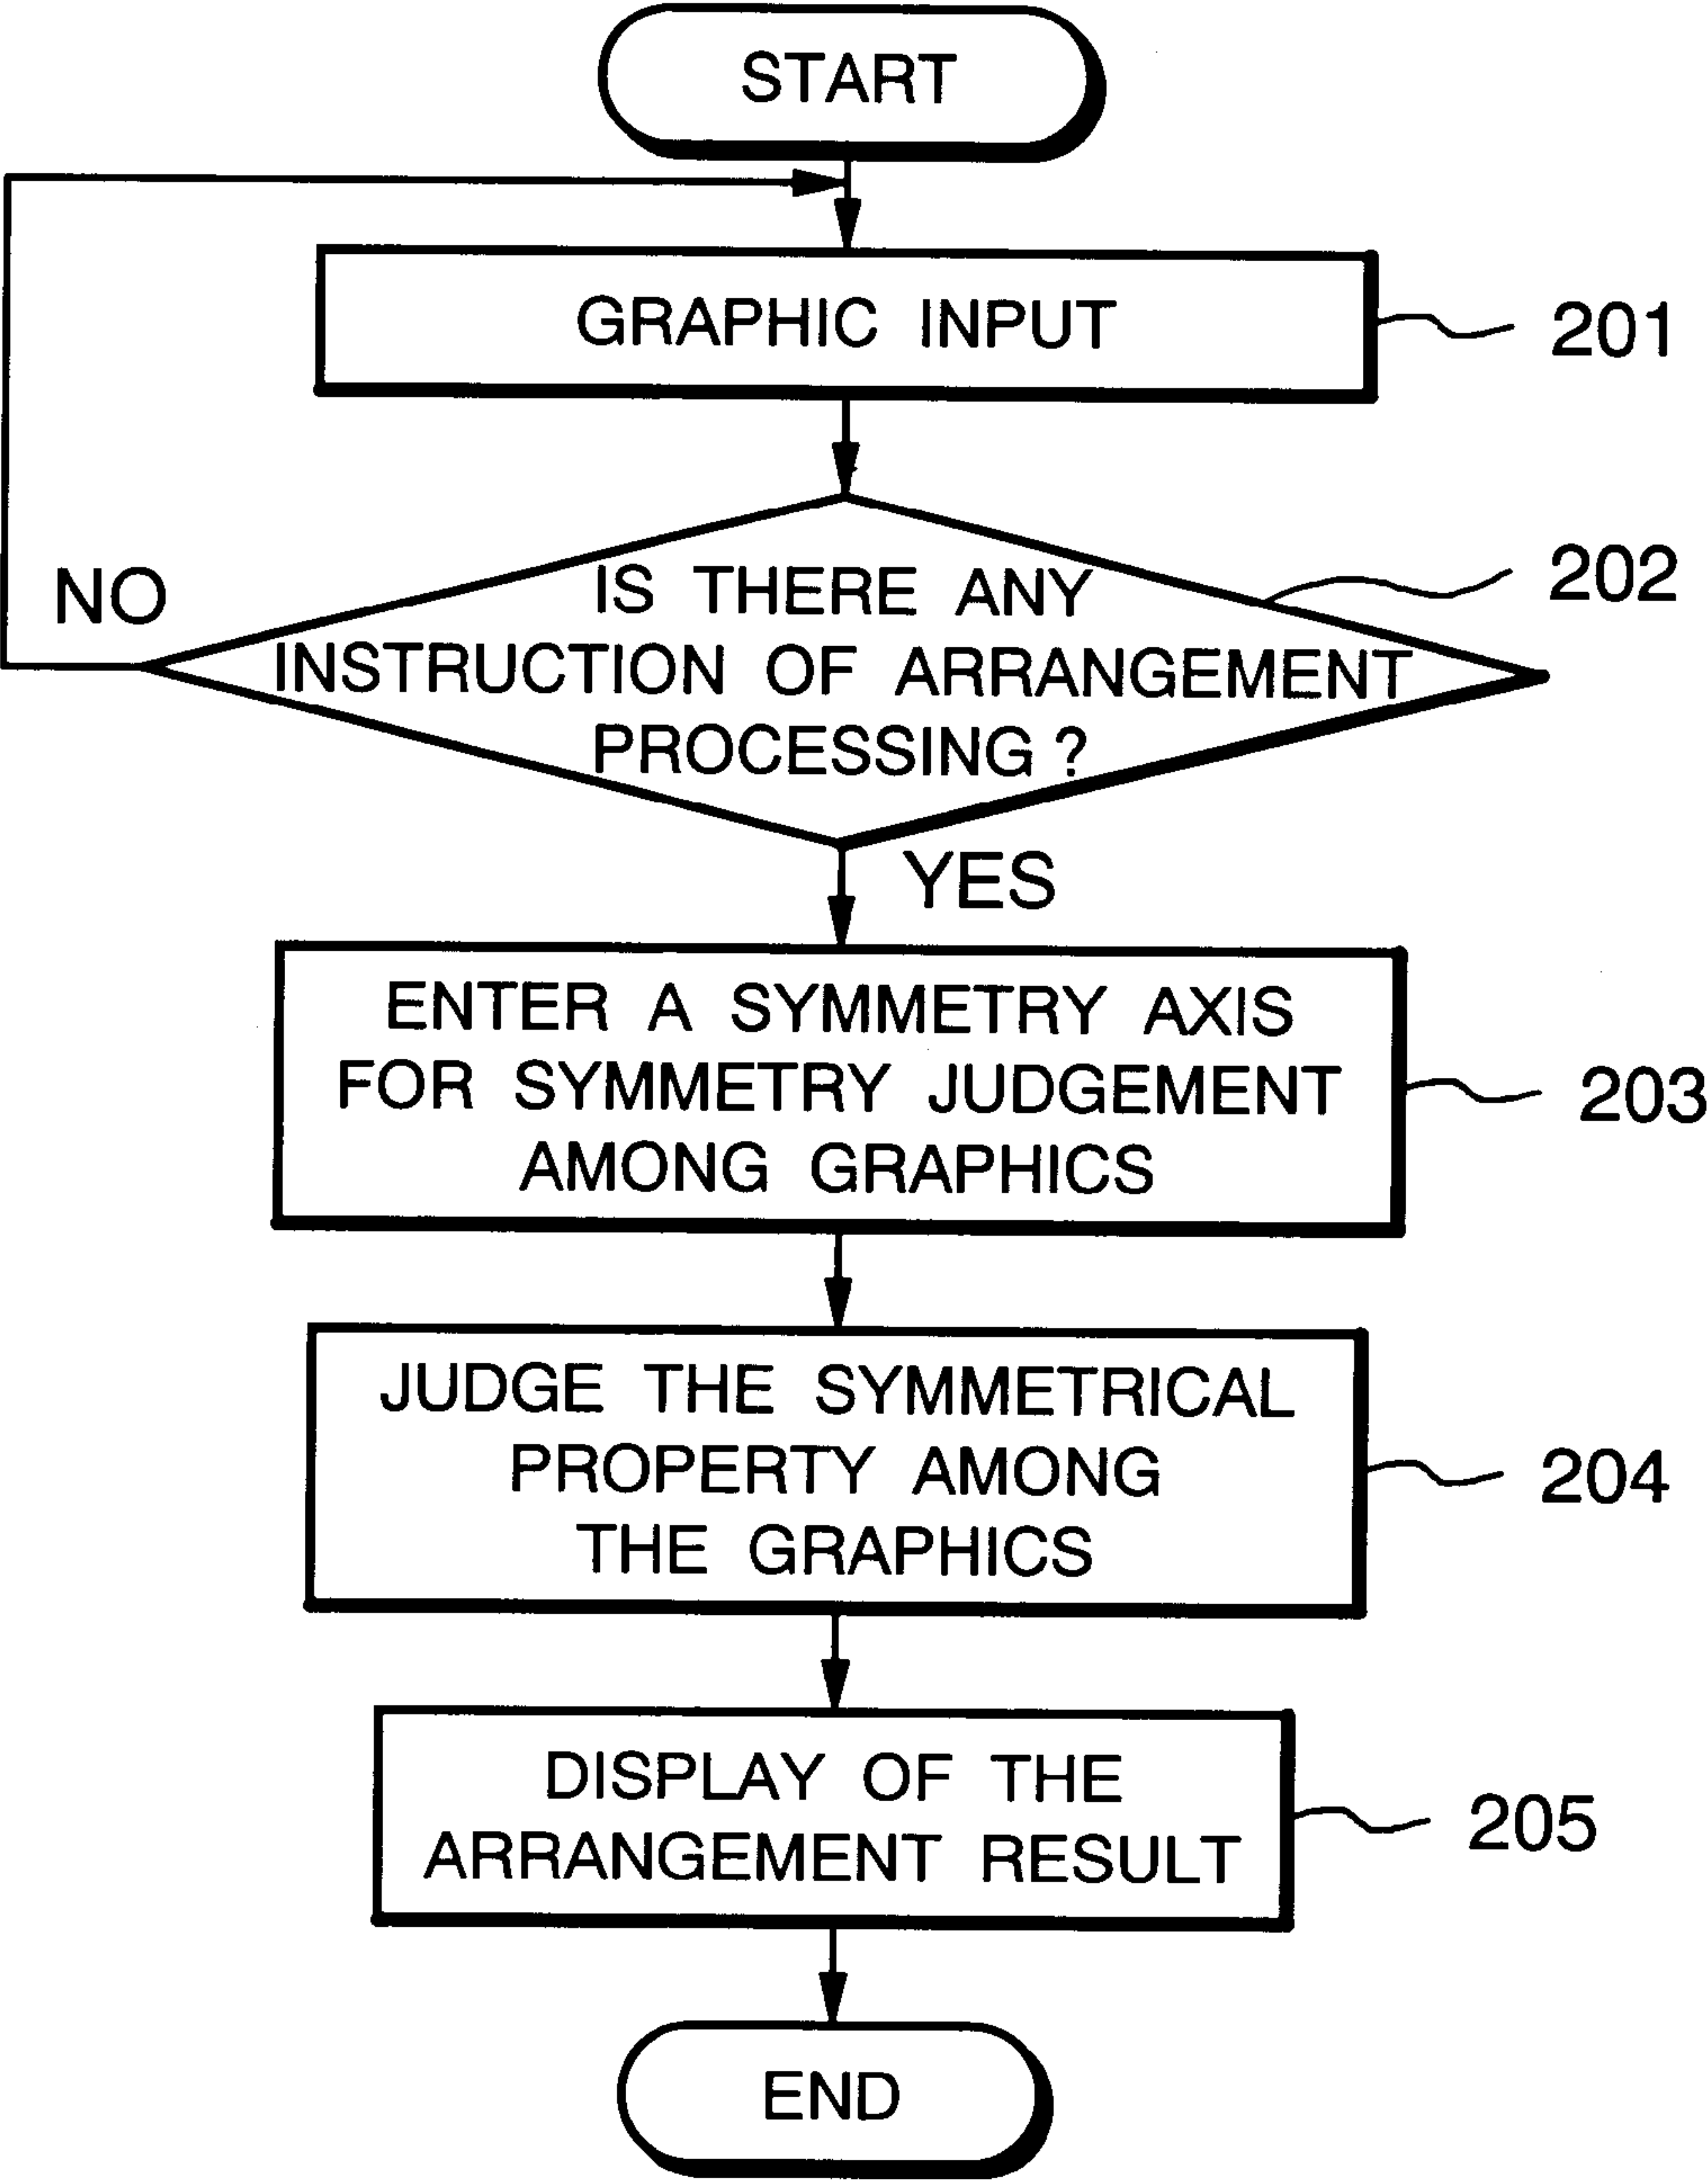 START
GRAPHIC INPUT
201
NO
IS THERE ANY
INSTRUCTION OF ARRANGEMENT
PROCESSING ?
202
YES
ENTER A SYMMETRY AXIS
FOR SYMMETRY JUDGEMENT
AMONG GRAPHICS
203
JUDGE THE SYMMETRICAL
PROPERTY AMONG
THE GRAPHICS
204
DISPLAY OF THE
ARRANGEMENT RESULT
205
END